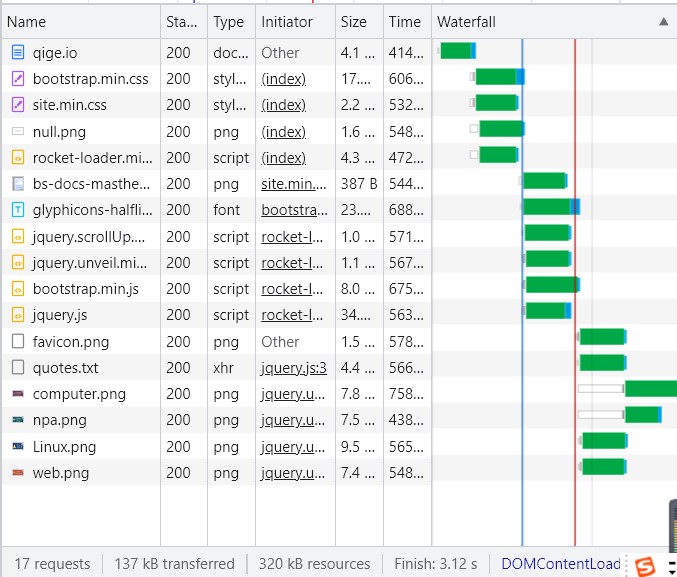 Name Sta... Type Initiator Size Time Waterfall
qige.io 200 doc... Other 4.1 ... 414...
bootstrap.min.css 200 styl... (index) 17.... 606...
site.min.css 200 styl... (index) 2.2 ... 532...
null.png 200 png (index) 1.6 ... 548...
rocket-loader.mi... 200 script (index) 4.3 ... 472...
bs-docs-masthe... 200 png site.min.... 387 B 544...
glyphicons-halfli... 200 font bootstra... 23.... 688...
jquery.scrollUp.... 200 script rocket-l... 1.0 ... 571...
jquery.unveil.mi... 200 script rocket-l... 1.1 ... 567...
bootstrap.min.js 200 script rocket-l... 8.0 ... 675...
jquery.js 200 script rocket-l... 34.... 563...
favicon.png 200 png Other 1.5 ... 578...
quotes.txt 200 xhr jquery.js:3 4.4 ... 566...
computer.png 200 png jquery.u... 7.8 ... 758...
npa.png 200 png jquery.u... 7.5 ... 438...
Linux.png 200 png jquery.u... 9.5 ... 565...
web.png 200 png jquery.u... 7.4 ... 548...
17 requests 137 kB transferred 320 kB resources Finish: 3.12 s DOMContentLoad